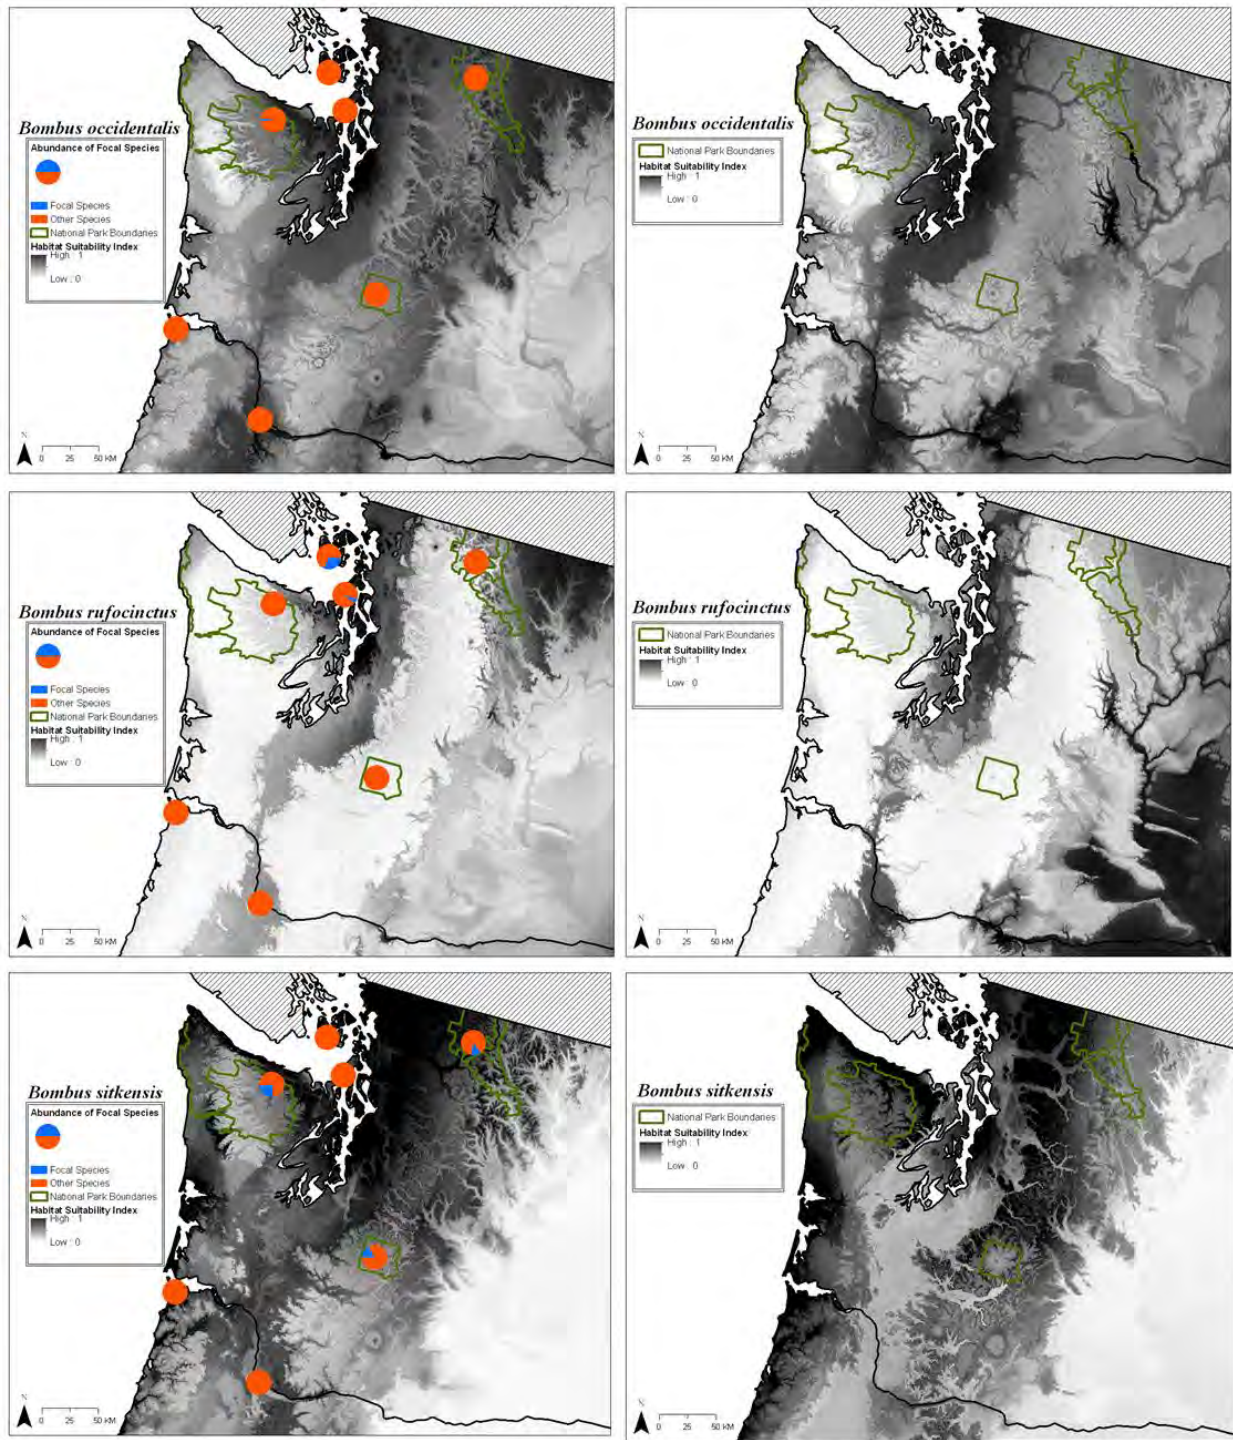 Bombus occidentalis
Abundance of Focal Species
Focal Species
Other Species
National Park Boundaries
Habitat Suitability Index
High : 1
Low : 0
N
0 25 50 KM
Bombus occidentalis
National Park Boundaries
Habitat Suitability Index
High : 1
Low : 0
N
0 25 50 KM
Bombus rufocinctus
Abundance of Focal Species
Focal Species
Other Species
National Park Boundaries
Habitat Suitability Index
High : 1
Low : 0
N
0 25 50 KM
Bombus rufocinctus
National Park Boundaries
Habitat Suitability Index
High : 1
Low : 0
N
0 25 50 KM
Bombus sitkensis
Abundance of Focal Species
Focal Species
Other Species
National Park Boundaries
Habitat Suitability Index
High : 1
Low : 0
N
0 25 50 KM
Bombus sitkensis
National Park Boundaries
Habitat Suitability Index
High : 1
Low : 0
N
0 25 50 KM